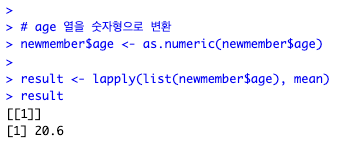 >
> # age 열을 숫자형으로 변환
> newmember$age <- as.numeric(newmember$age)
>
> result <- lapply(list(newmember$age), mean)
> result
[[1]]
[1] 20.6